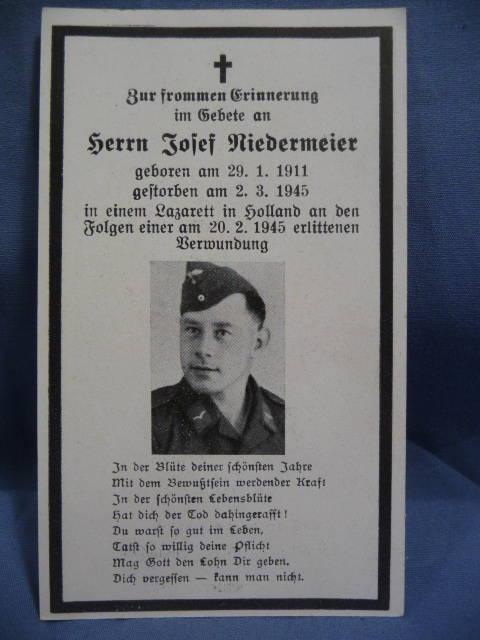 Zur frommen Erinnerung
im Gebete an
Herrn Josef Niedermeier
geboren am 29. 1. 1911
gestorben am 2. 3. 1945
in einem Lazarett in Holland an den
Folgen einer am 20. 2. 1945 erlittenen
Verwundung
In der Blüte deiner schönsten Jahre
Mit dem Bewußtsein werdender Kraft
In der schönsten Lebensblüte
Hat dich der Tod dahingerafft!
Du warst so gut im Leben,
Tatst so willig deine Pflicht
Mag Gott den Lohn Dir geben.
Dich vergessen — kann man nicht.